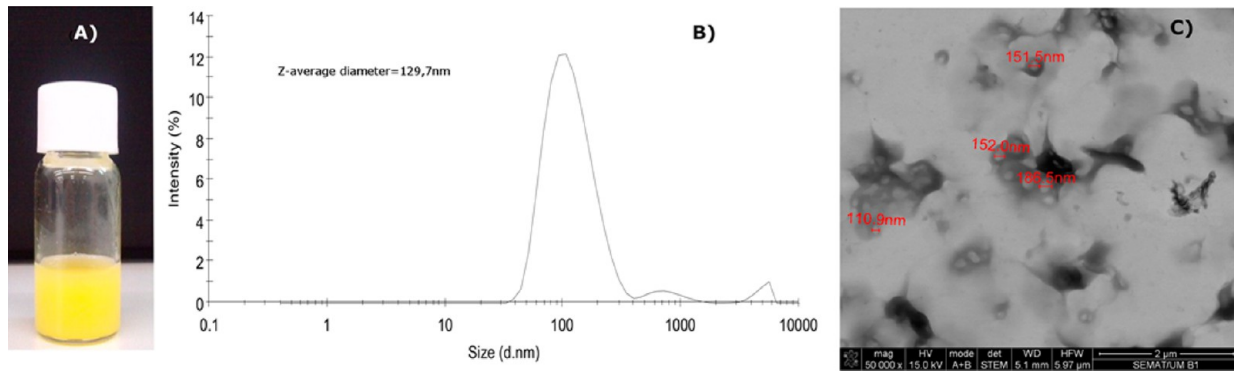 A)
B)
Z-average diameter=129,7nm
Intensity (%)
14
12
10
8
6
4
2
0
0.1
1
10
100
1000
10000
Size (d.nm)
C)
151.5nm
152.0nm
188.5nm
110.9nm
mag
HV
mode
det
WD
HFW
2 µm
50 000 x
15.0 kV
A+B
STEM
5.1 mm
5.97 µm
SEMAT/UM B1